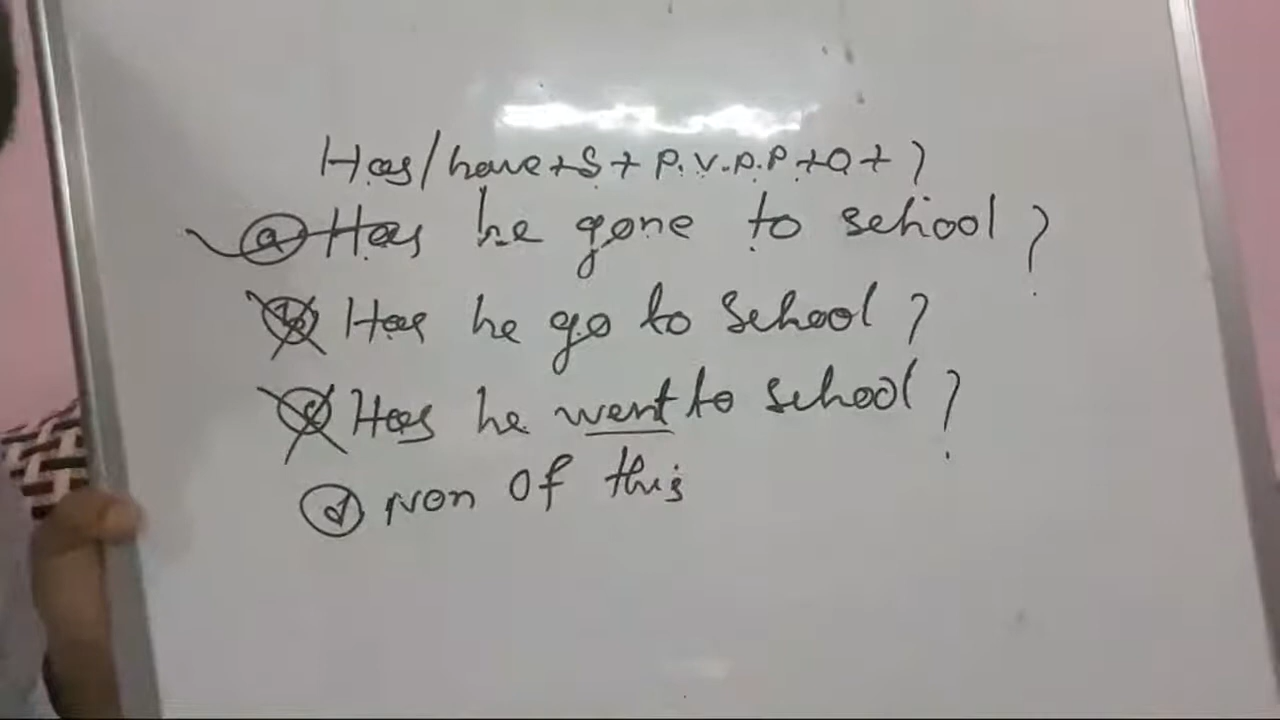 Has/have+S+ P.V.P.P+O+?
ⓐ Has he gone to school?
ⓑ Has he go to school?
ⓒ Has he went to school?
ⓓ Non of this